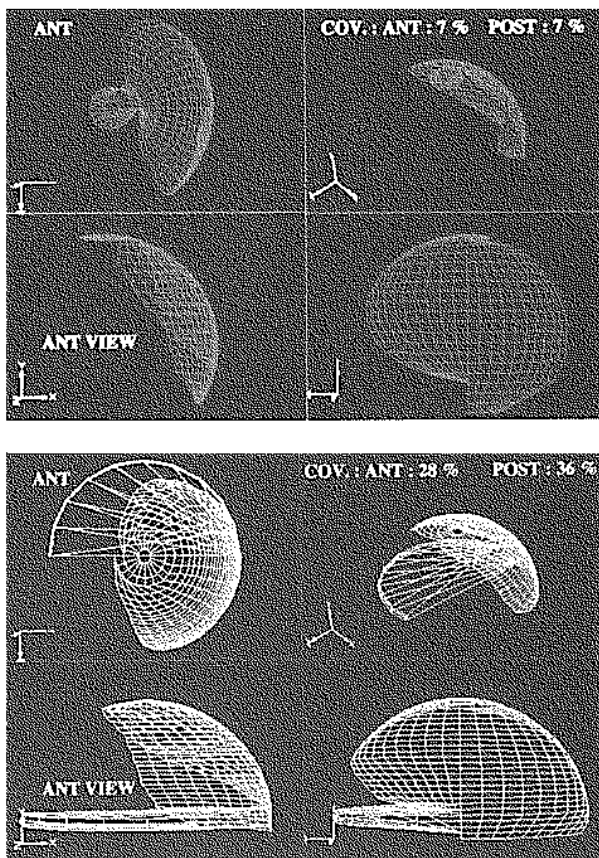 ANT
COV. : ANT : 7 % POST : 7 %
ANT VIEW
Y
X
ANT
COV. : ANT : 28 % POST : 36 %
ANT VIEW